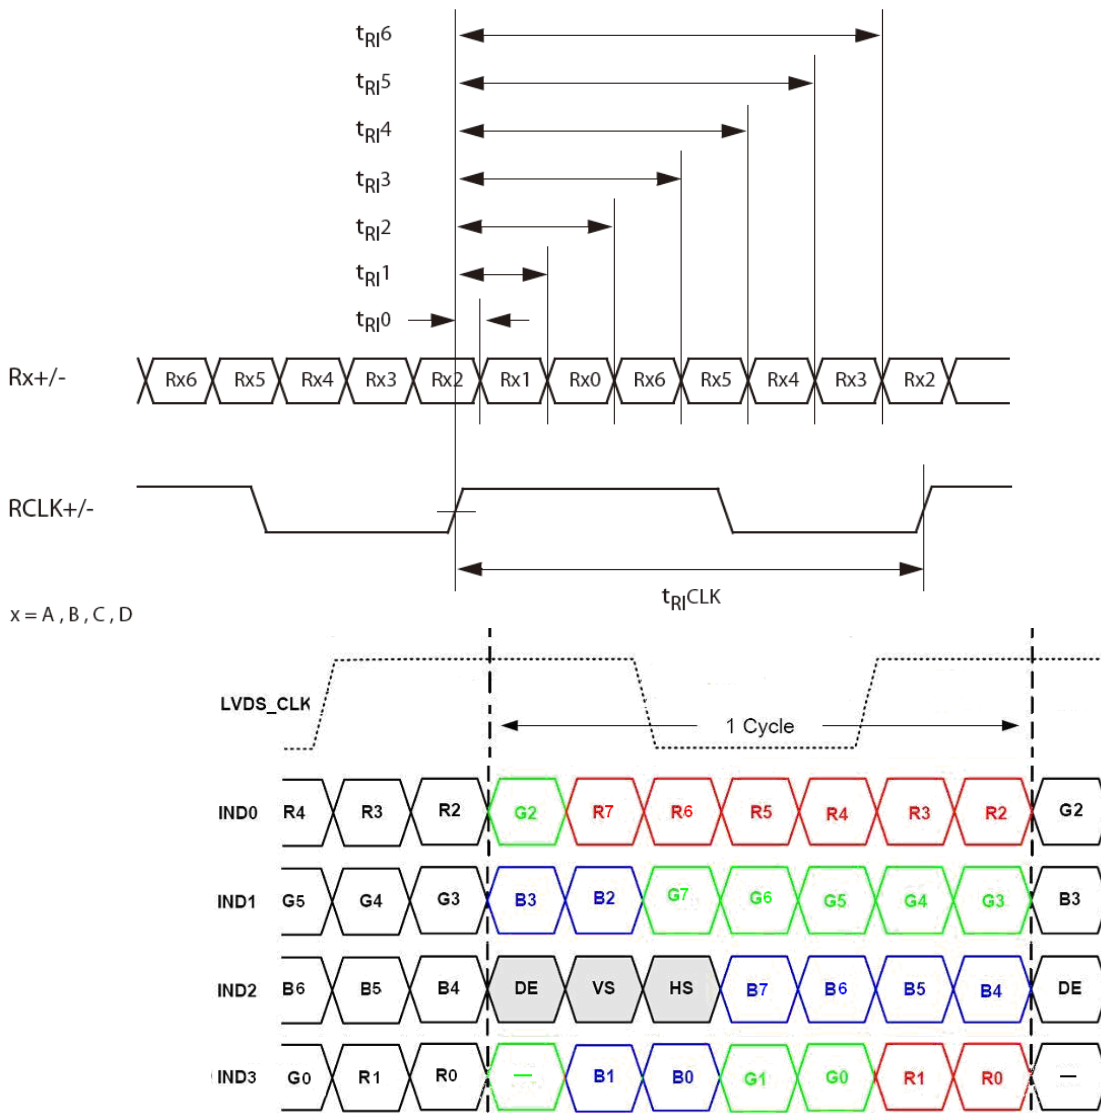 tRI6
tRI5
tRI4
tRI3
tRI2
tRI1
tRI0
Rx+/- Rx6 Rx5 Rx4 Rx3 Rx2 Rx1 Rx0 Rx6 Rx5 Rx4 Rx3 Rx2
RCLK+/-
tRICLK
x = A , B , C , D
LVDS_CLK
1 Cycle
IND0 R4 R3 R2 G2 R7 R6 R5 R4 R3 R2 G2
IND1 G5 G4 G3 B3 B2 G7 G6 G5 G4 G3 B3
IND2 B6 B5 B4 DE VS HS B7 B6 B5 B4 DE
IND3 G0 R1 R0 — B1 B0 G1 G0 R1 R0 —